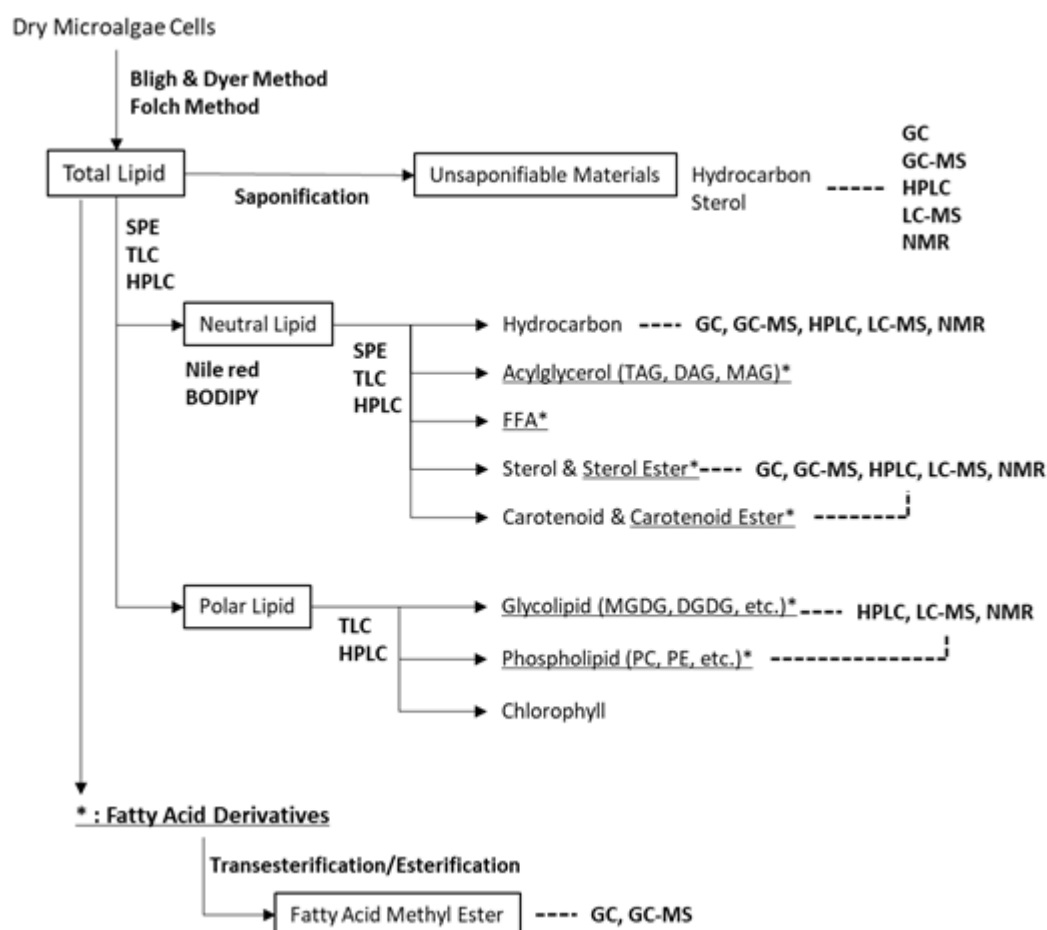 Dry Microalgae Cells
Bligh & Dyer Method
Folch Method
Total Lipid
Saponification
Unsaponifiable Materials
Hydrocarbon
Sterol
GC
GC-MS
HPLC
LC-MS
NMR
SPE
TLC
HPLC
Neutral Lipid
Nile red
BODIPY
SPE
TLC
HPLC
Hydrocarbon
GC, GC-MS, HPLC, LC-MS, NMR
Acylglycerol (TAG, DAG, MAG)*
FFA*
Sterol & Sterol Ester*
GC, GC-MS, HPLC, LC-MS, NMR
Carotenoid & Carotenoid Ester*
Polar Lipid
TLC
HPLC
Glycolipid (MGDG, DGDG, etc.)*
HPLC, LC-MS, NMR
Phospholipid (PC, PE, etc.)*
Chlorophyll
* : Fatty Acid Derivatives
Transesterification/Esterification
Fatty Acid Methyl Ester
GC, GC-MS